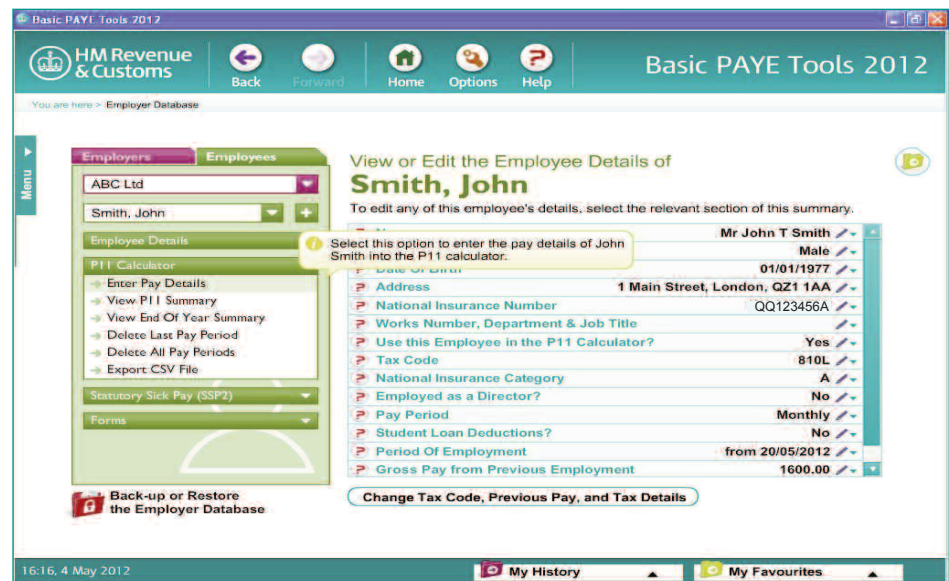 Basic PAYE Tools 2012
HM Revenue
& Customs
Back
Forward
Home
Options
Help
Basic PAYE Tools 2012
You are here > Employer Database
Menu
Employers
Employees
ABC Ltd
Smith, John
Employee Details
P11 Calculator
Enter Pay Details
View P11 Summary
View End Of Year Summary
Delete Last Pay Period
Delete All Pay Periods
Export CSV File
Statutory Sick Pay (SSP2)
Forms
Back-up or Restore
the Employer Database
View or Edit the Employee Details of
Smith, John
To edit any of this employee's details, select the relevant section of this summary.
Select this option to enter the pay details of John
Smith into the P11 calculator.
Mr John T Smith
Male
Date Of Birth 01/01/1977
Address 1 Main Street, London, QZ1 1AA
National Insurance Number QQ123456A
Works Number, Department & Job Title
Use this Employee in the P11 Calculator? Yes
Tax Code 810L
National Insurance Category A
Employed as a Director? No
Pay Period Monthly
Student Loan Deductions? No
Period Of Employment from 20/05/2012
Gross Pay from Previous Employment 1600.00
Change Tax Code, Previous Pay, and Tax Details
16:16, 4 May 2012
My History
My Favourites